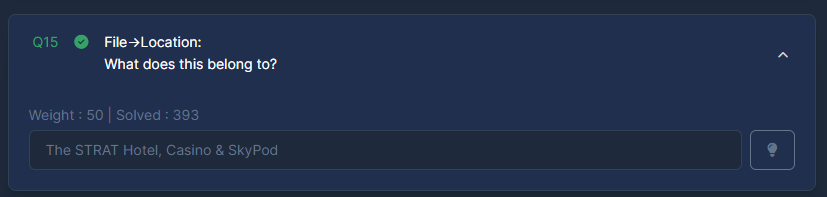 Q15 File→Location:
What does this belong to?
Weight : 50 | Solved : 393
The STRAT Hotel, Casino & SkyPod